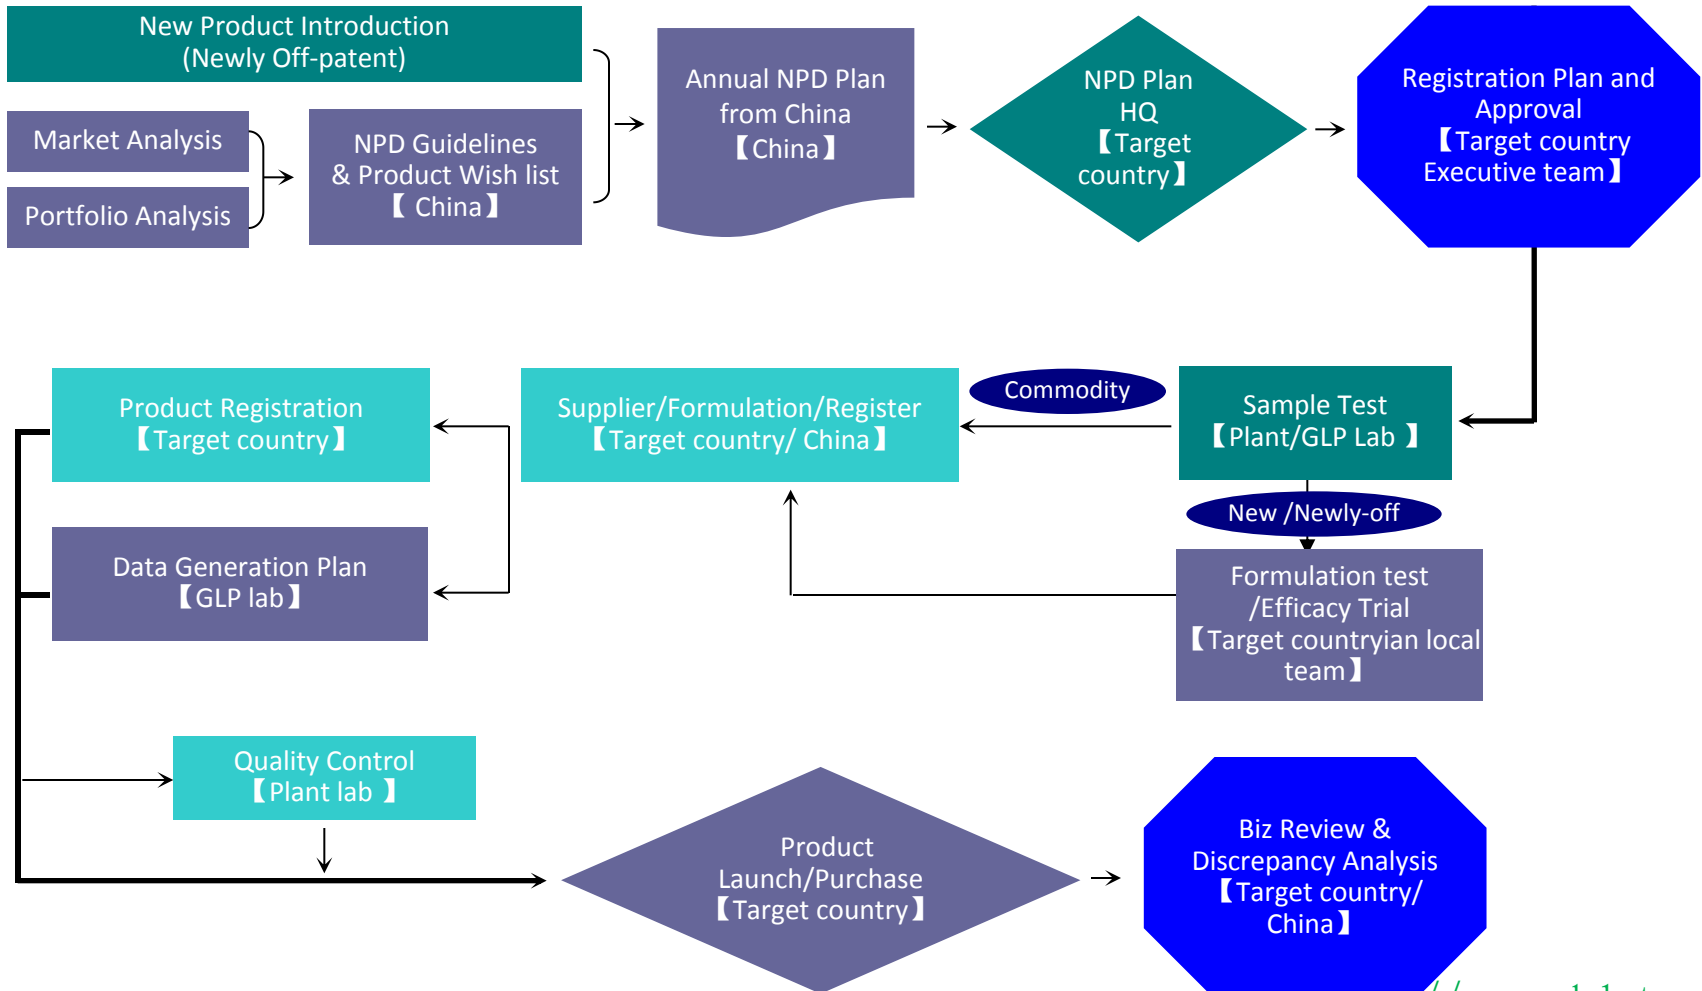 New Product Introduction
(Newly Off-patent)
Market Analysis
Portfolio Analysis
NPD Guidelines
& Product Wish list
【 China】
Annual NPD Plan
from China
【China】
NPD Plan
HQ
【Target
country】
Registration Plan and
Approval
【Target country
Executive team】
Product Registration
【Target country】
Supplier/Formulation/Register
【Target country/ China】
Commodity
Sample Test
【Plant/GLP Lab 】
New /Newly-off
Data Generation Plan
【GLP lab】
Formulation test
/Efficacy Trial
【Target countryian local
team】
Quality Control
【Plant lab 】
Product
Launch/Purchase
【Target country】
Biz Review &
Discrepancy Analysis
【Target country/
China】